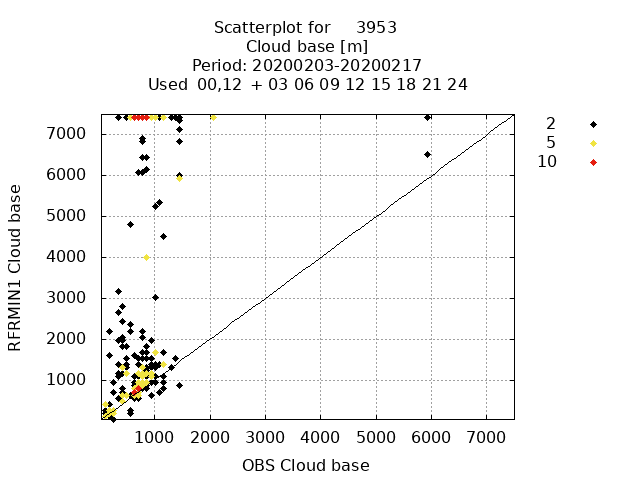 Scatterplot for 3953
Cloud base [m]
Period: 20200203-20200217
Used 00,12 + 03 06 09 12 15 18 21 24
2
5
10
RFRMIN1 Cloud base
7000
6000
5000
4000
3000
2000
1000
1000 2000 3000 4000 5000 6000 7000
OBS Cloud base